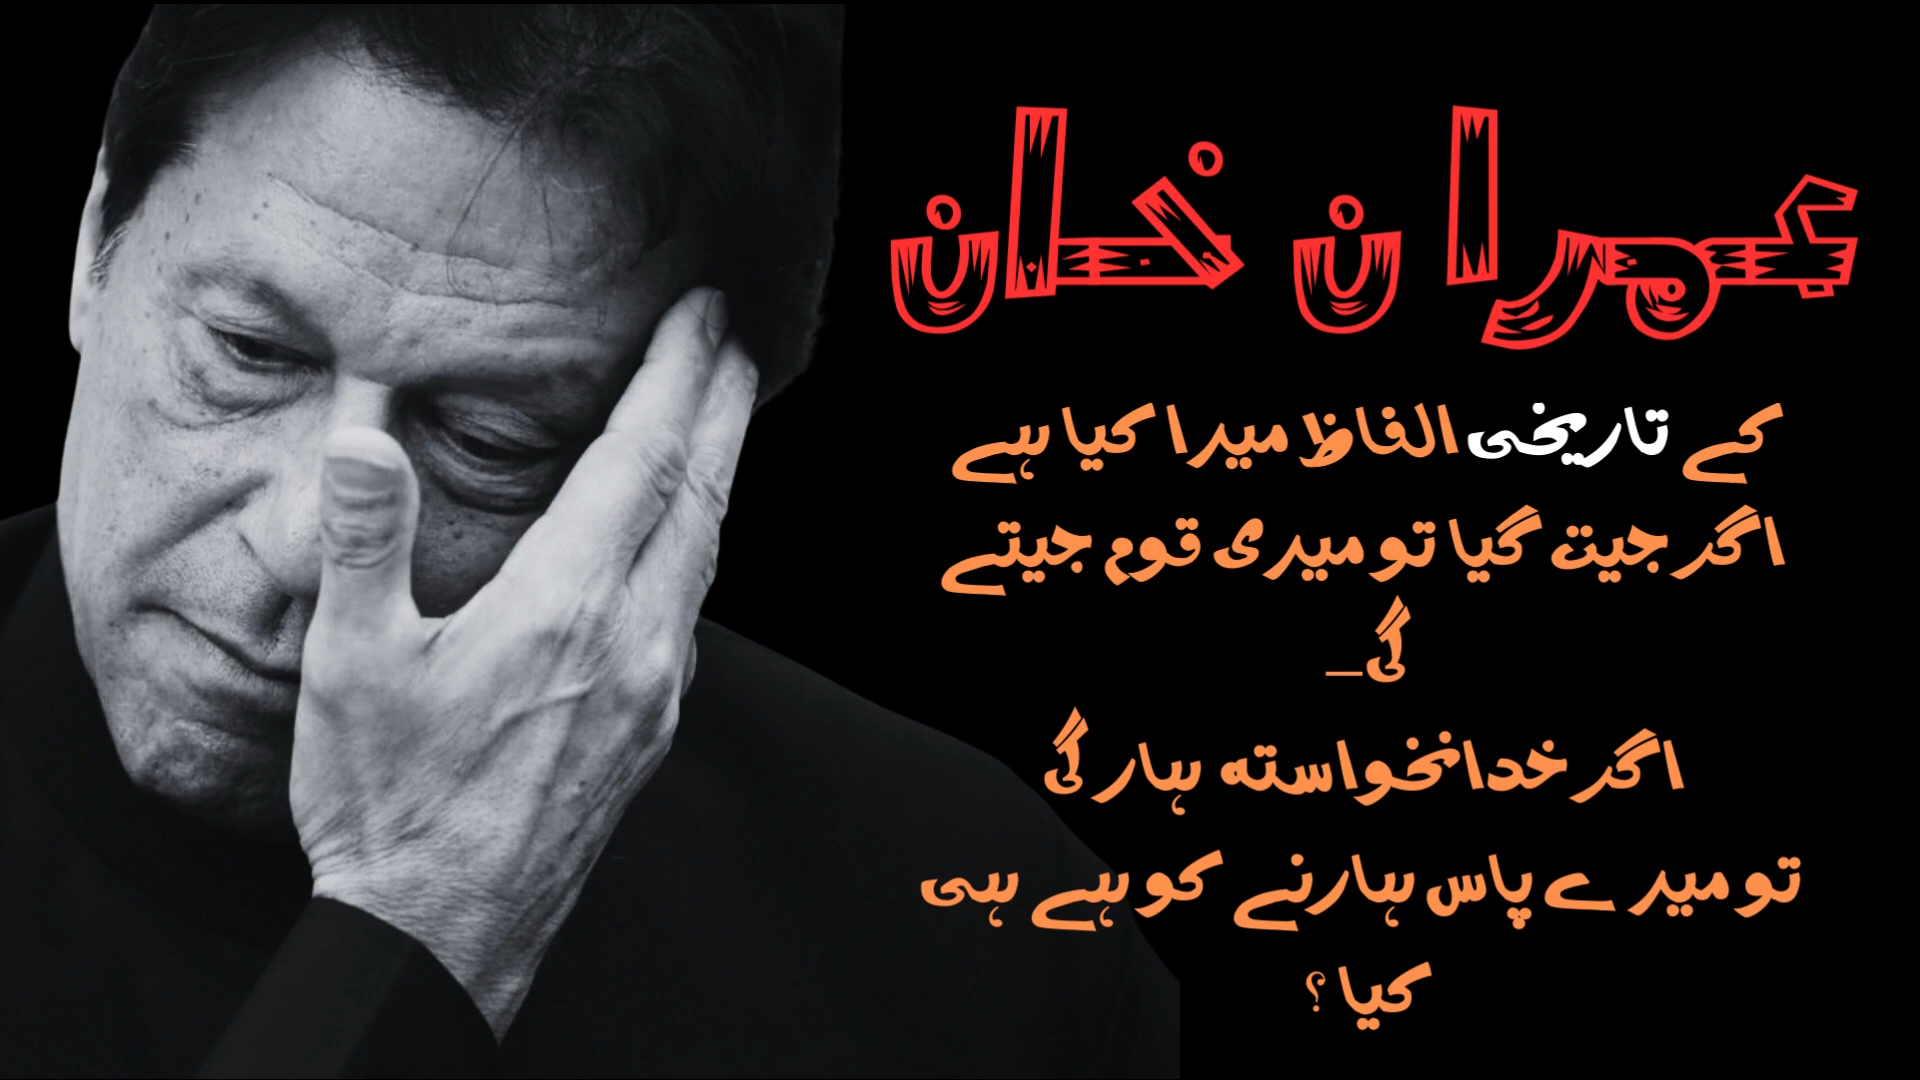 عمران خان
کے تاریخی الفاظ میرا کیا ہے
اگر جیت گیا تو میری قوم جیتے
گی_
اگر خدانخواستہ ہار گی
تو میرے پاس ہارنے کو ہے ہی
کیا ؟